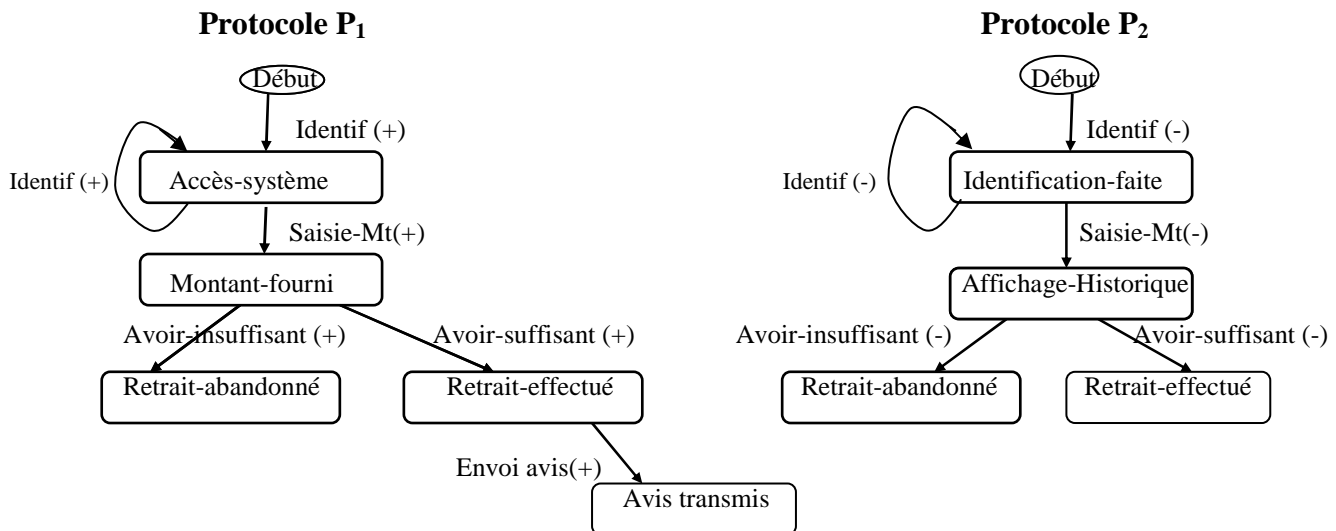 Protocole P₁
Début
Identif (+)
Identif (+)
Accès-système
Saisie-Mt(+)
Montant-fourni
Avoir-insuffisant (+)
Avoir-suffisant (+)
Retrait-abandonné
Retrait-effectué
Envoi avis(+)
Avis transmis
Protocole P₂
Début
Identif (-)
Identif (-)
Identification-faite
Saisie-Mt(-)
Affichage-Historique
Avoir-insuffisant (-)
Avoir-suffisant (-)
Retrait-abandonné
Retrait-effectué